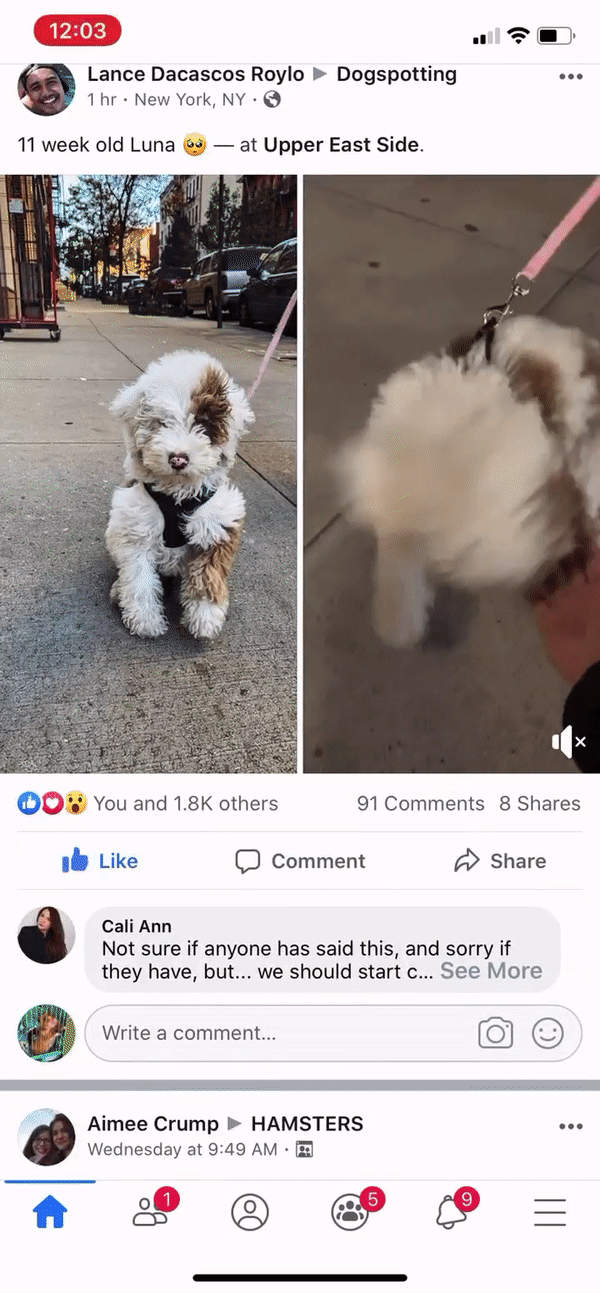 12:03
Lance Dacascos Roylo ▶ Dogspotting
1 hr · New York, NY ·
11 week old Luna 🥺 — at Upper East Side.
You and 1.8K others 91 Comments 8 Shares
Like Comment Share
Cali Ann
Not sure if anyone has said this, and sorry if
they have, but... we should start c... See More
Write a comment...
Aimee Crump ▶ HAMSTERS
Wednesday at 9:49 AM ·
1 5 9